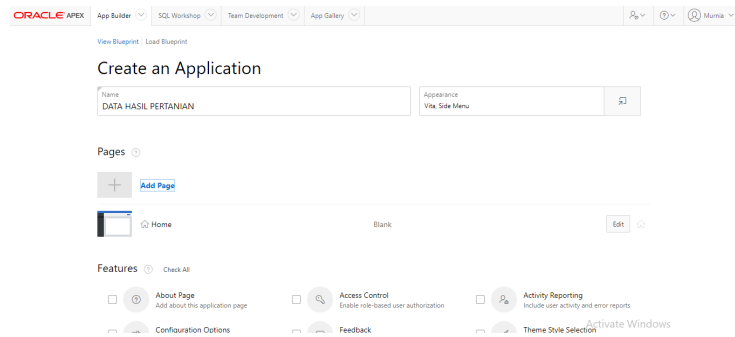 ORACLE APEX App Builder SQL Workshop Team Development App Gallery Murnia
View Blueprint Load Blueprint
Create an Application
Name
DATA HASIL PERTANIAN
Appearance
Vita, Side Menu
Pages
Add Page
Home Blank Edit
Features Check All
About Page
Add about this application page
Access Control
Enable role-based user authorization
Activity Reporting
Include user activity and error reports
Configuration Options
Feedback
Theme Style Selection
Activate Windows